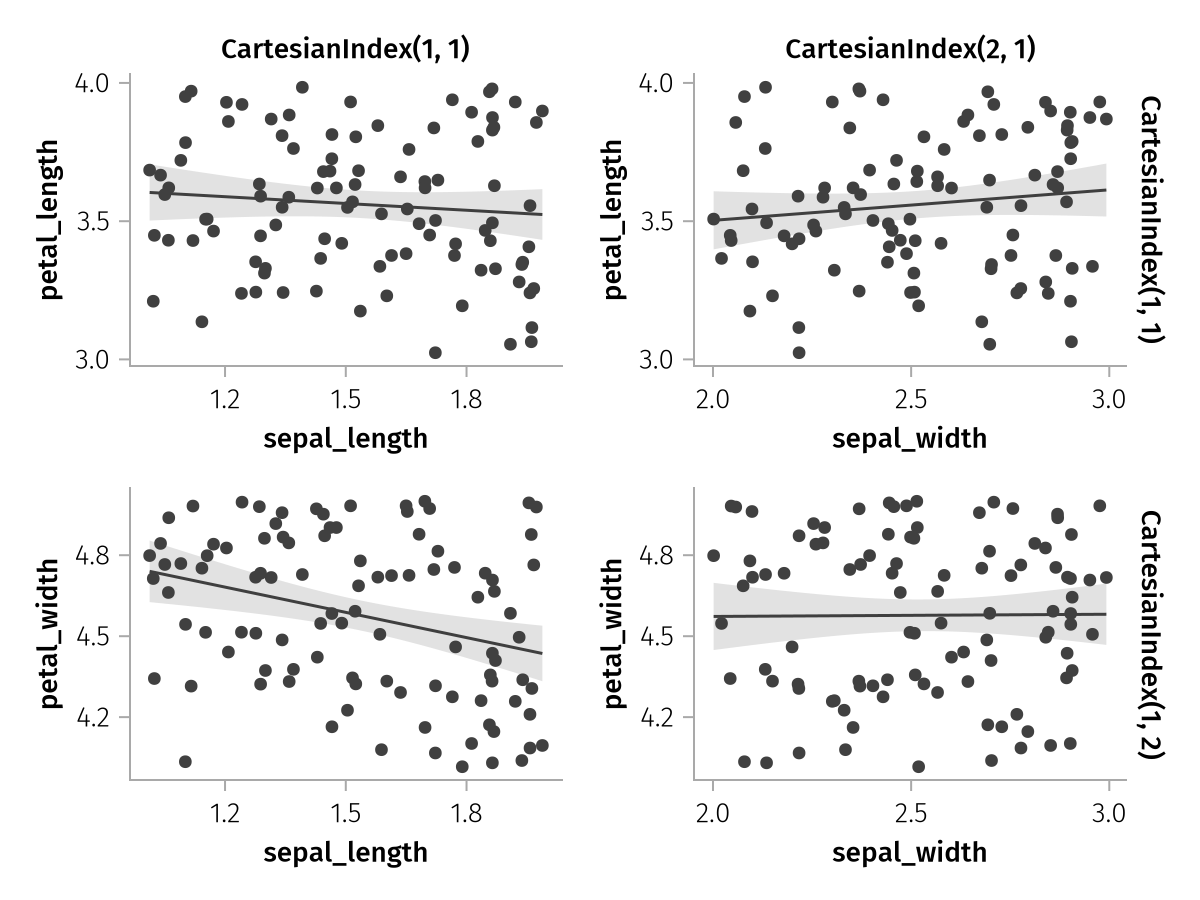 CartesianIndex(1, 1)
CartesianIndex(2, 1)
petal_length
4.0
3.5
3.0
1.2
1.5
1.8
sepal_length
petal_length
4.0
3.5
3.0
2.0
2.5
3.0
sepal_width
CartesianIndex(1, 1)
petal_width
4.8
4.5
4.2
1.2
1.5
1.8
sepal_length
petal_width
4.8
4.5
4.2
2.0
2.5
3.0
sepal_width
CartesianIndex(1, 2)